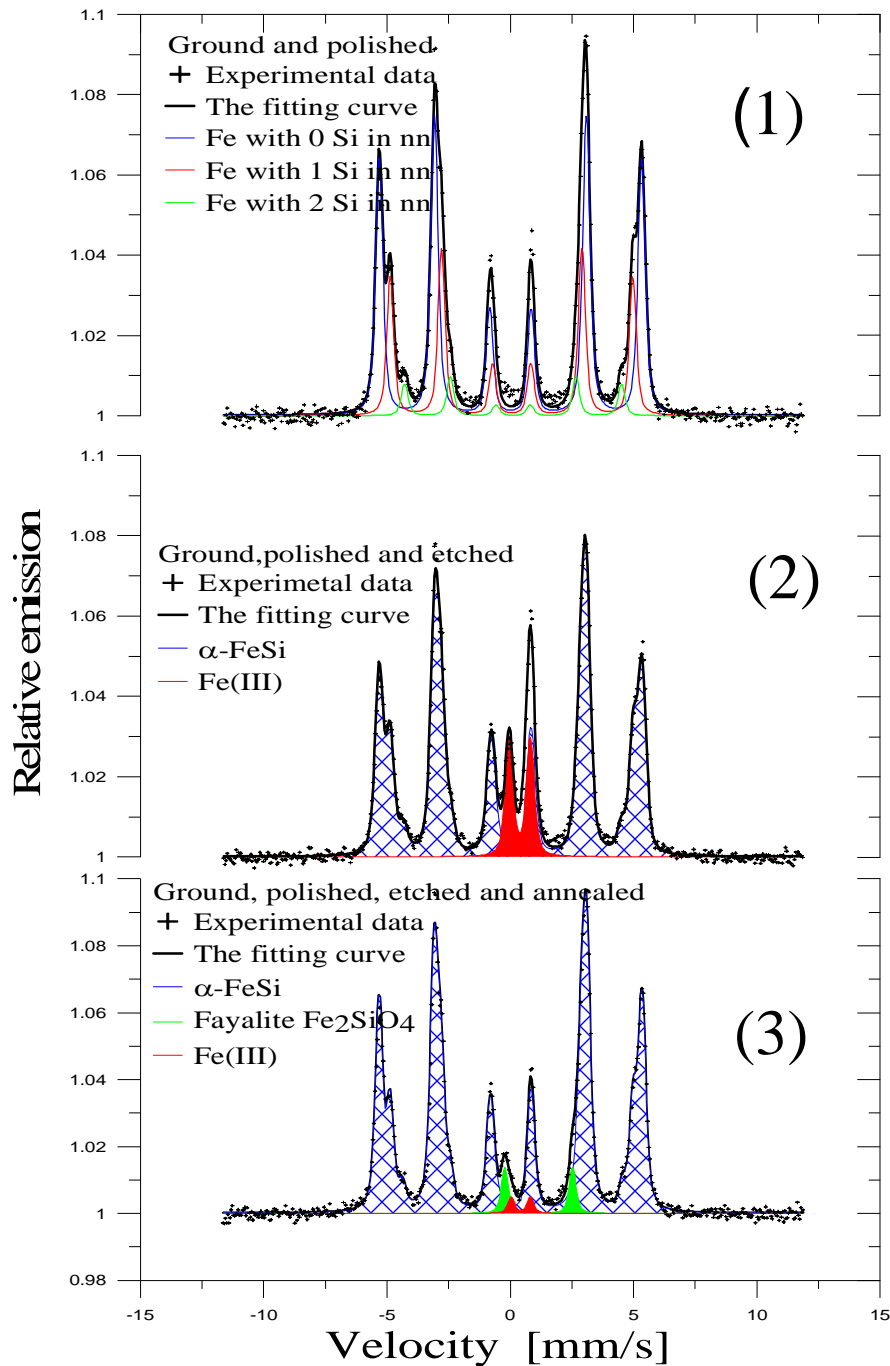 1.1
Ground and polished
Experimental data
The fitting curve
Fe with 0 Si in nn
Fe with 1 Si in nn
Fe with 2 Si in nn
(1)
1.08
1.06
1.04
1.02
1
Relative emission
1.1
Ground,polished and etched
Experimetal data
The fitting curve
α-FeSi
Fe(III)
(2)
1.08
1.06
1.04
1.02
1
1.1
Ground, polished, etched and annealed
Experimental data
The fitting curve
α-FeSi
Fayalite Fe2SiO4
Fe(III)
(3)
1.08
1.06
1.04
1.02
1
0.98
-15 -10 -5 0 5 10 15
Velocity [mm/s]